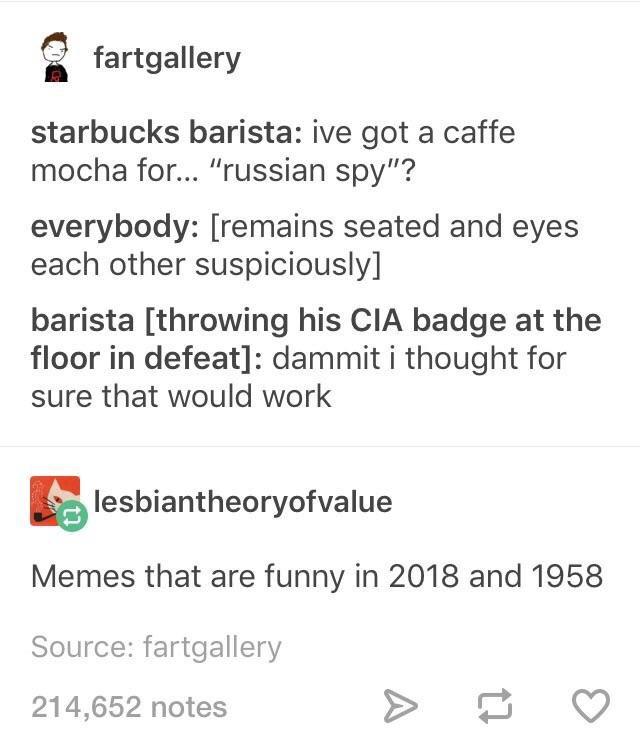 fartgallery
starbucks barista: ive got a caffe
mocha for... “russian spy”?
everybody: [remains seated and eyes
each other suspiciously]
barista [throwing his CIA badge at the
floor in defeat]: dammit i thought for
sure that would work
lesbiantheoryofvalue
Memes that are funny in 2018 and 1958
Source: fartgallery
214,652 notes